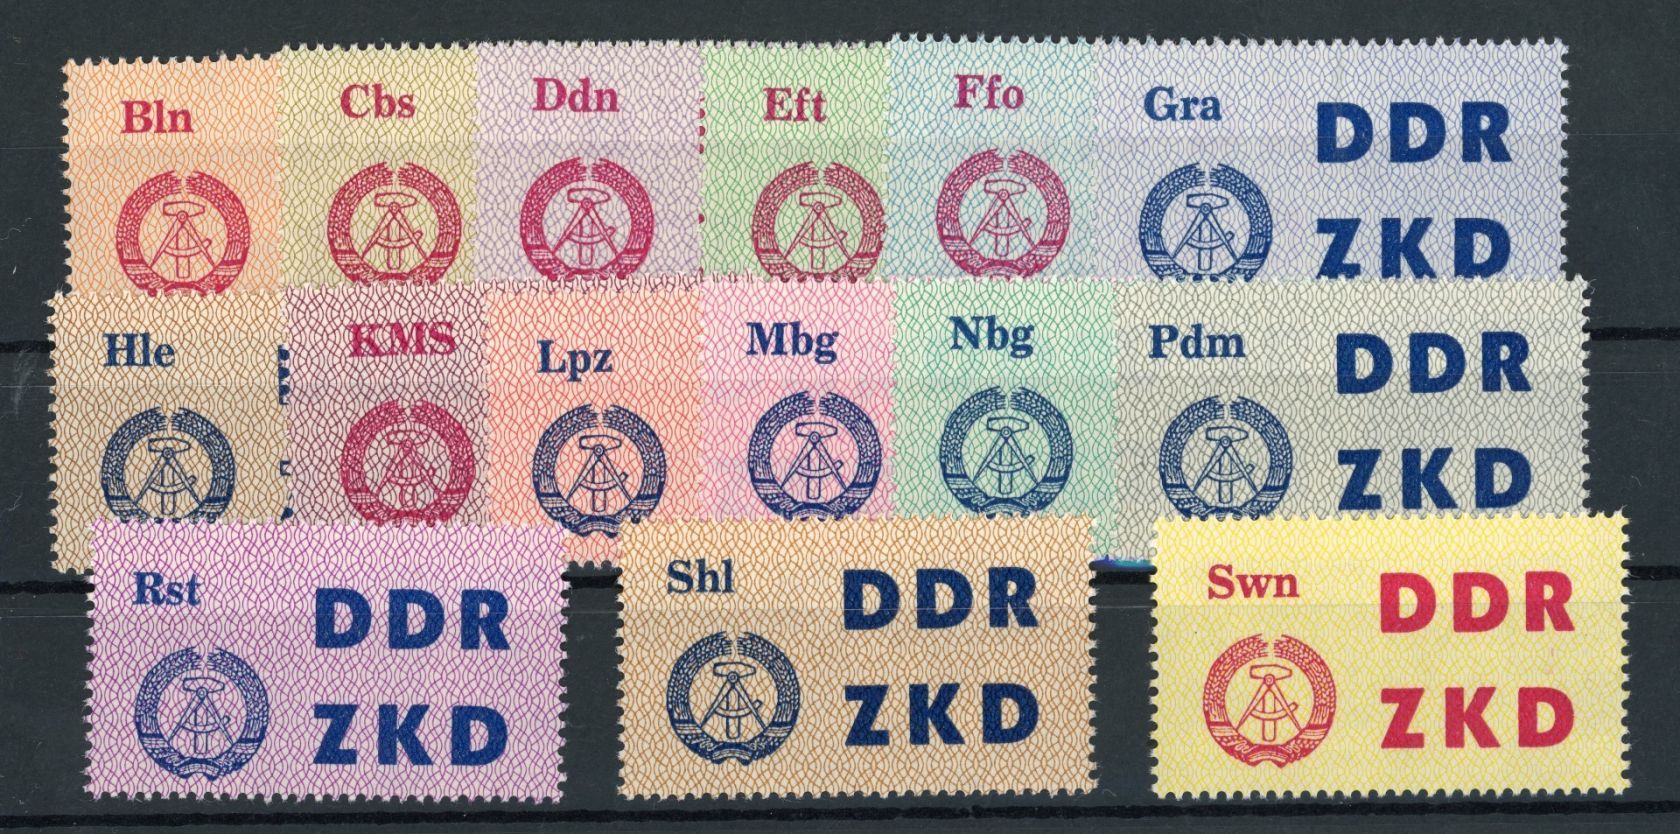 Bln
Cbs
Ddn
Eft
Ffo
Gra
DDR
ZKD
Hle
KMS
Lpz
Mbg
Nbg
Pdm
DDR
ZKD
Rst
DDR
ZKD
Shl
DDR
ZKD
Swn
DDR
ZKD